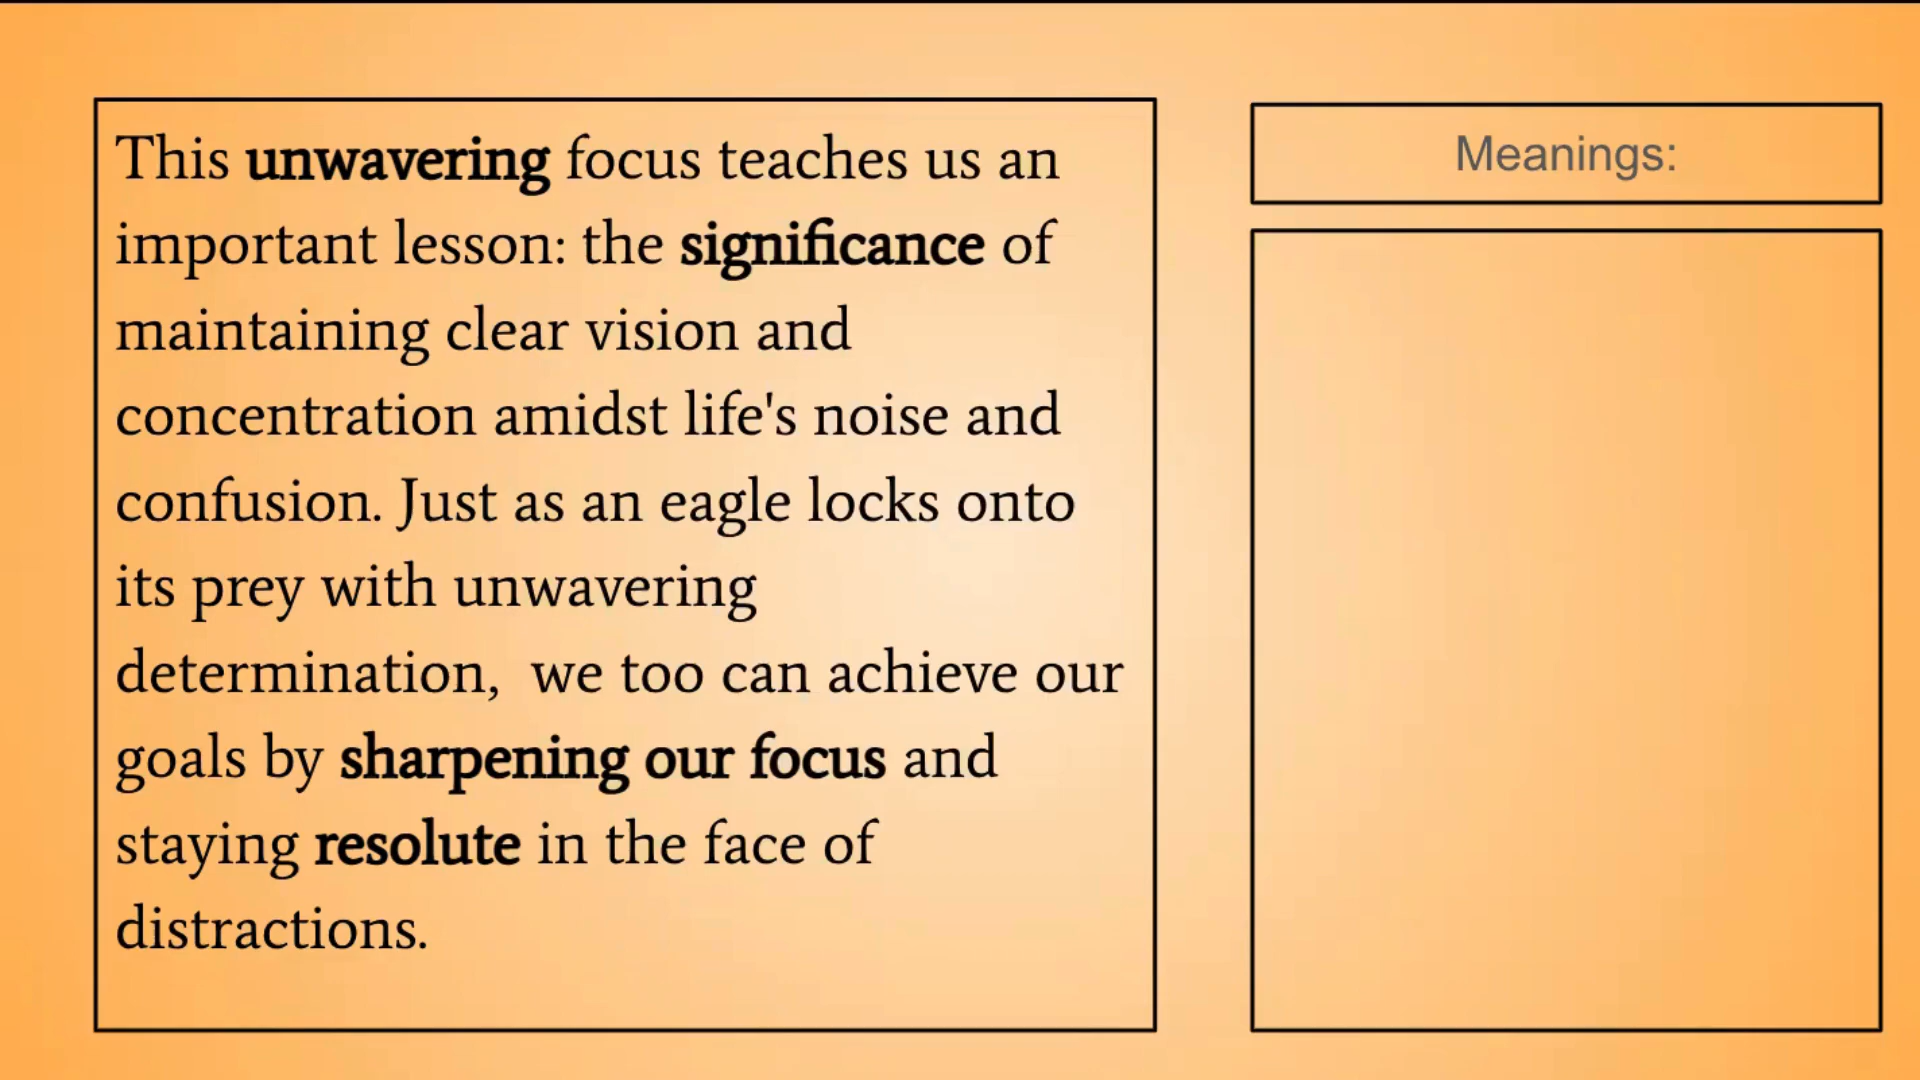 This unwavering focus teaches us an
important lesson: the significance of
maintaining clear vision and
concentration amidst life's noise and
confusion. Just as an eagle locks onto
its prey with unwavering
determination,  we too can achieve our
goals by sharpening our focus and
staying resolute in the face of
distractions.
Meanings: